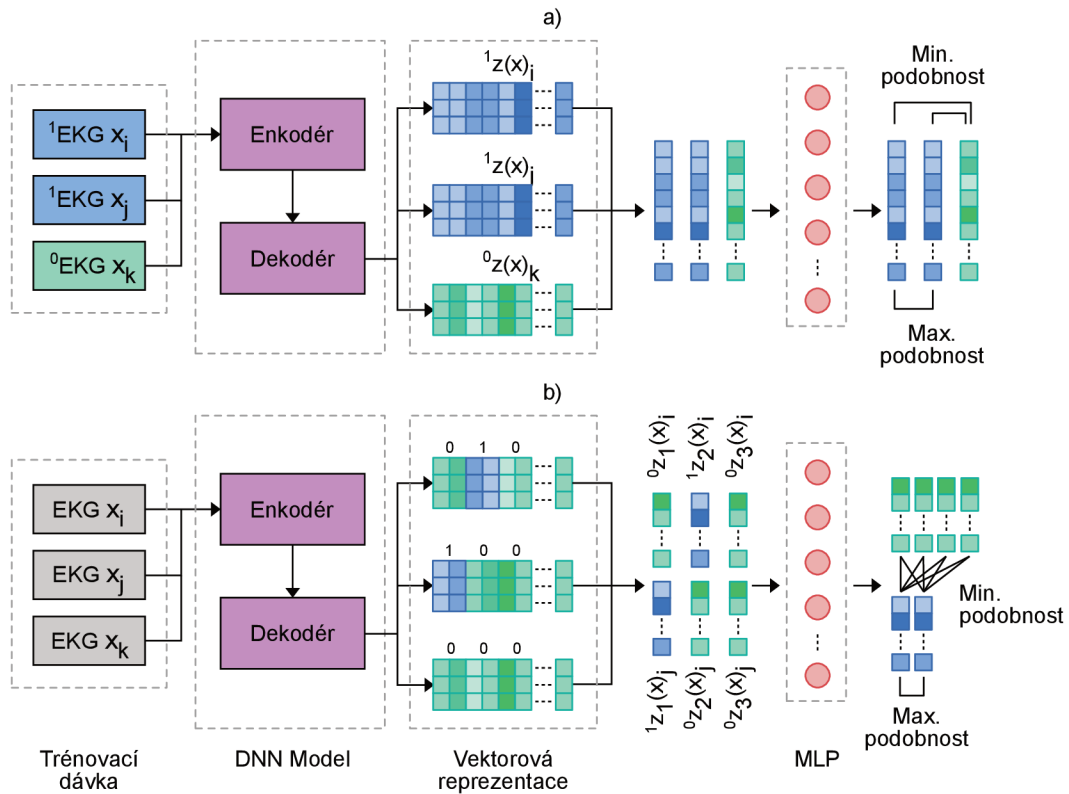 a)
Min.
podobnost
¹z(x)ᵢ
¹EKG xᵢ
Enkodér
¹EKG xⱼ
¹z(x)ⱼ
⁰EKG xₖ
Dekodér
⁰z(x)ₖ
Max.
podobnost
b)
0 1 0
⁰z₁(x)ᵢ
¹z₂(x)ᵢ
⁰z₃(x)ᵢ
EKG xᵢ
Enkodér
1 0 0
EKG xⱼ
Min.
podobnost
EKG xₖ
Dekodér
0 0 0
¹z₁(x)ⱼ
⁰z₂(x)ⱼ
⁰z₃(x)ⱼ
Max.
podobnost
Trénovací
dávka
DNN Model
Vektorová
reprezentace
MLP